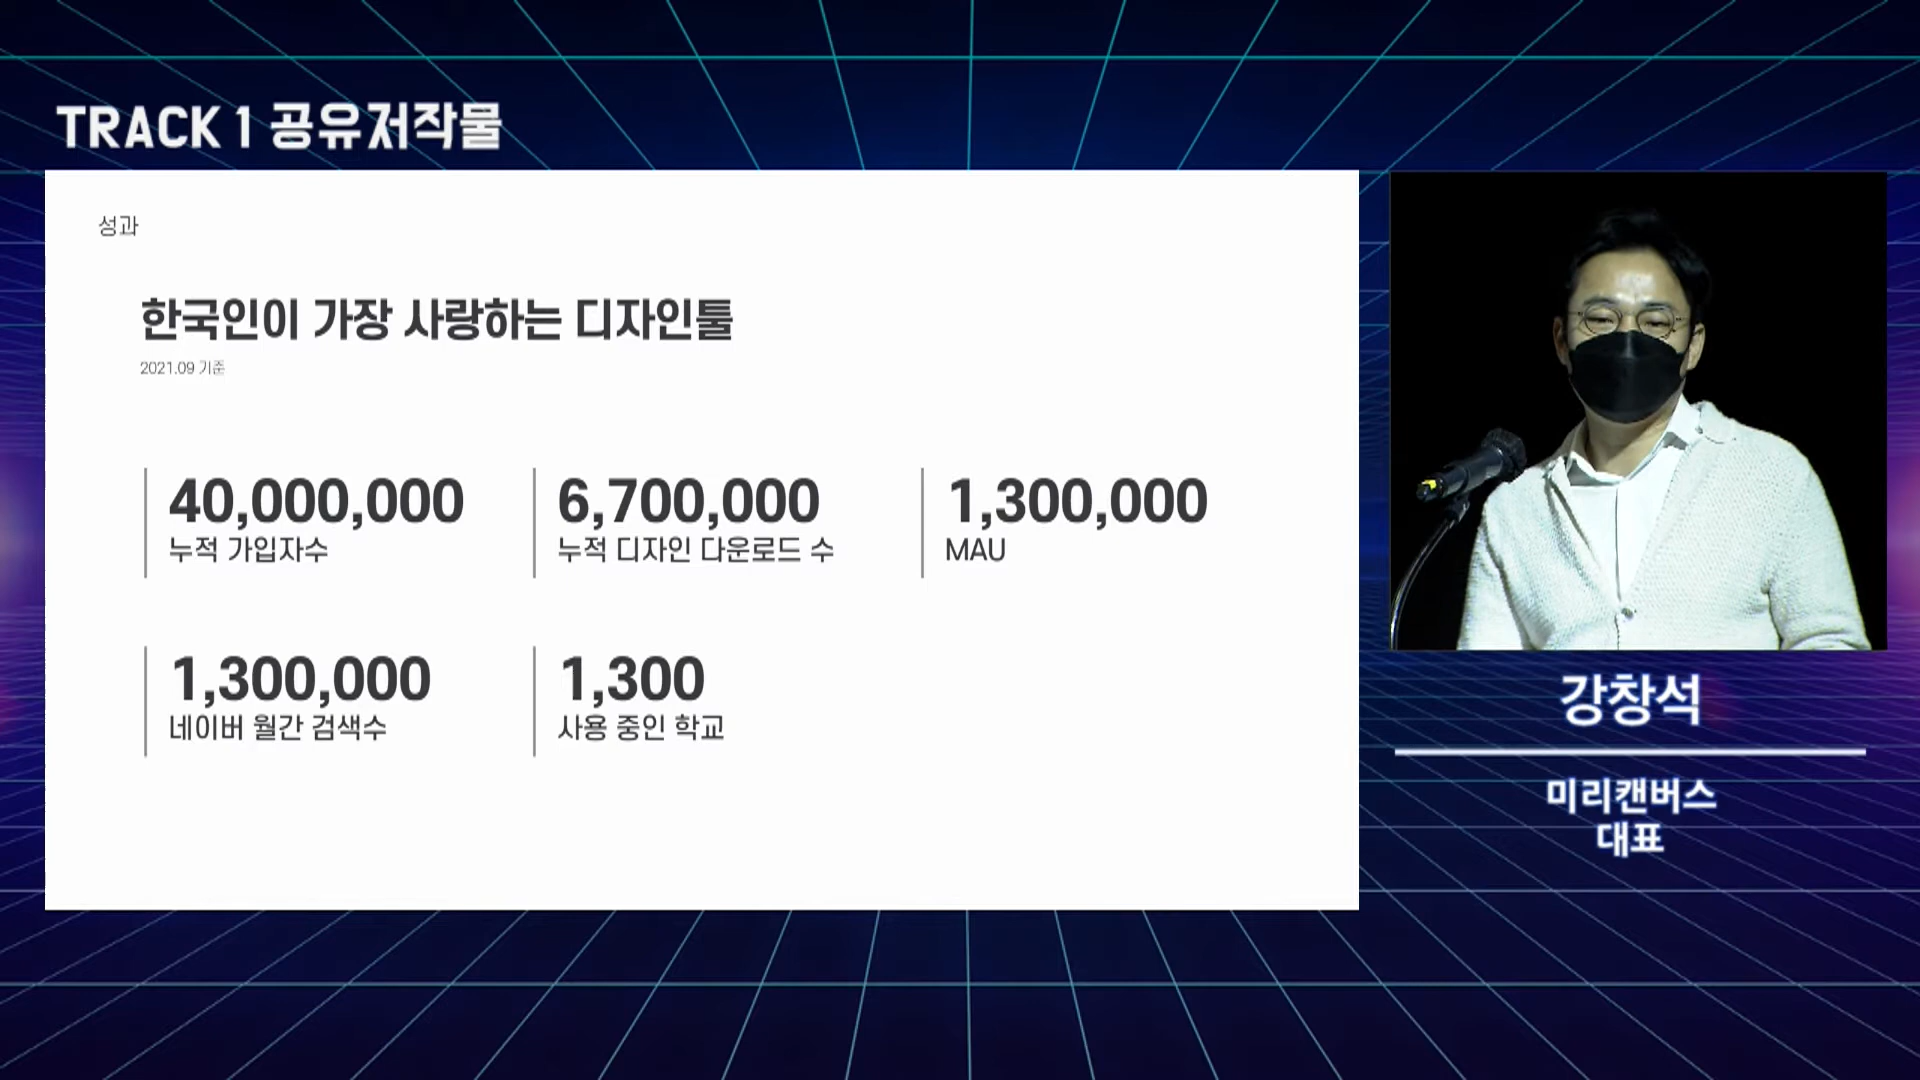 TRACK 1 공유저작물
성과
한국인이 가장 사랑하는 디자인툴
2021.09 기준
40,000,000
누적 가입자수
6,700,000
누적 디자인 다운로드 수
1,300,000
MAU
1,300,000
네이버 월간 검색수
1,300
사용 중인 학교
강창석
미리캔버스
대표